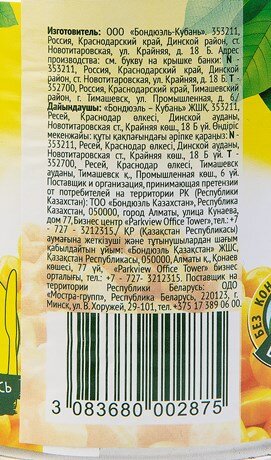 Изготовитель: ООО «Бондюэль-Кубань», 353211,
Россия, Краснодарский край, Динской район, ст.
Новотитаровская, ул. Крайняя, д. 18 Б. Адрес
производства: см. букву на крышке банки: N -
353211, Россия, Краснодарский край, Динской
район, ст. Новотитаровская, ул. Крайняя, д. 18 Б; T -
352700, Россия, Краснодарский край, Тимашевский
район, г. Тимашевск, ул. Промышленная, д. 6.
Дайындаушы: «Бондюэль – Кубань» ЖШҚ, 353211,
Ресей, Краснодар өлкесі, Динской ауданы,
Новотитаровская ст. Крайняя көш., 18 Б үй. Өндіріс
мекенжайы: құты қақпағындағы әріпке қараңыз: N -
353211, Ресей, Краснодар өлкесі, Динской ауданы,
Новотитаровская ст., Крайняя көш., 18 Б үй. T -
352700, Ресей, Краснодар өлкесі, Тимашевск
ауданы, Тимашевск қ., Промышленная көш., 6 үй.
Поставщик и организация, принимающая претензии
от потребителей на территории РК (Республики
Казахстан): ТОО «Бондюэль Казахстан», Республика
Казахстан, 050000, город Алматы, улица Кунаева,
дом 77, Бизнес центр «Parkview Office Tower» тел.: +7
- 727 - 3212315, ҚР (Қазақстан Республикасы)
аумағына жеткізуші және тұтынушылардан шағым
қабылдайтын ұйым: «Бондюэль Қазақстан» ЖШС,
Қазақстан Республикасы, 050000, Алматы қ., Қонаев
көшесі, 77 үй, «Parkview Office Tower» бизнес
орталығы, тел.: +7 - 727 - 3212315. Поставщик на
территории Республики Беларусь: ОДО
«Мостра-групп», Республика Беларусь, 220123, г.
Минск, ул. В. Хоружей, 29-101, тел. +375 17 389 06 00.
БЕЗ КОН
СЬ
3 083680 002875